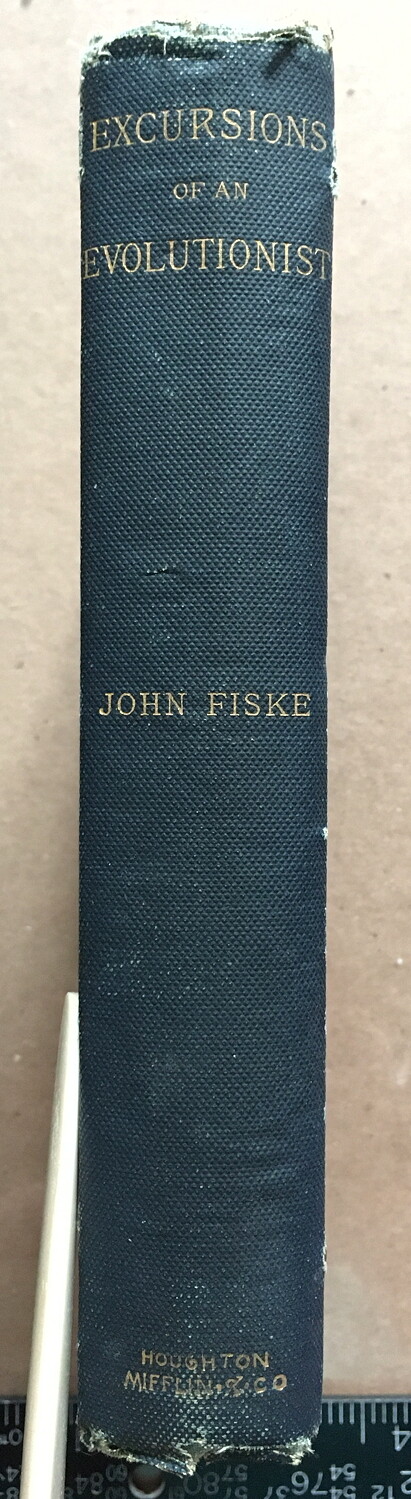 EXCURSIONS
OF AN
EVOLUTIONIST
JOHN FISKE
HOUGHTON
MIFFLIN & CO